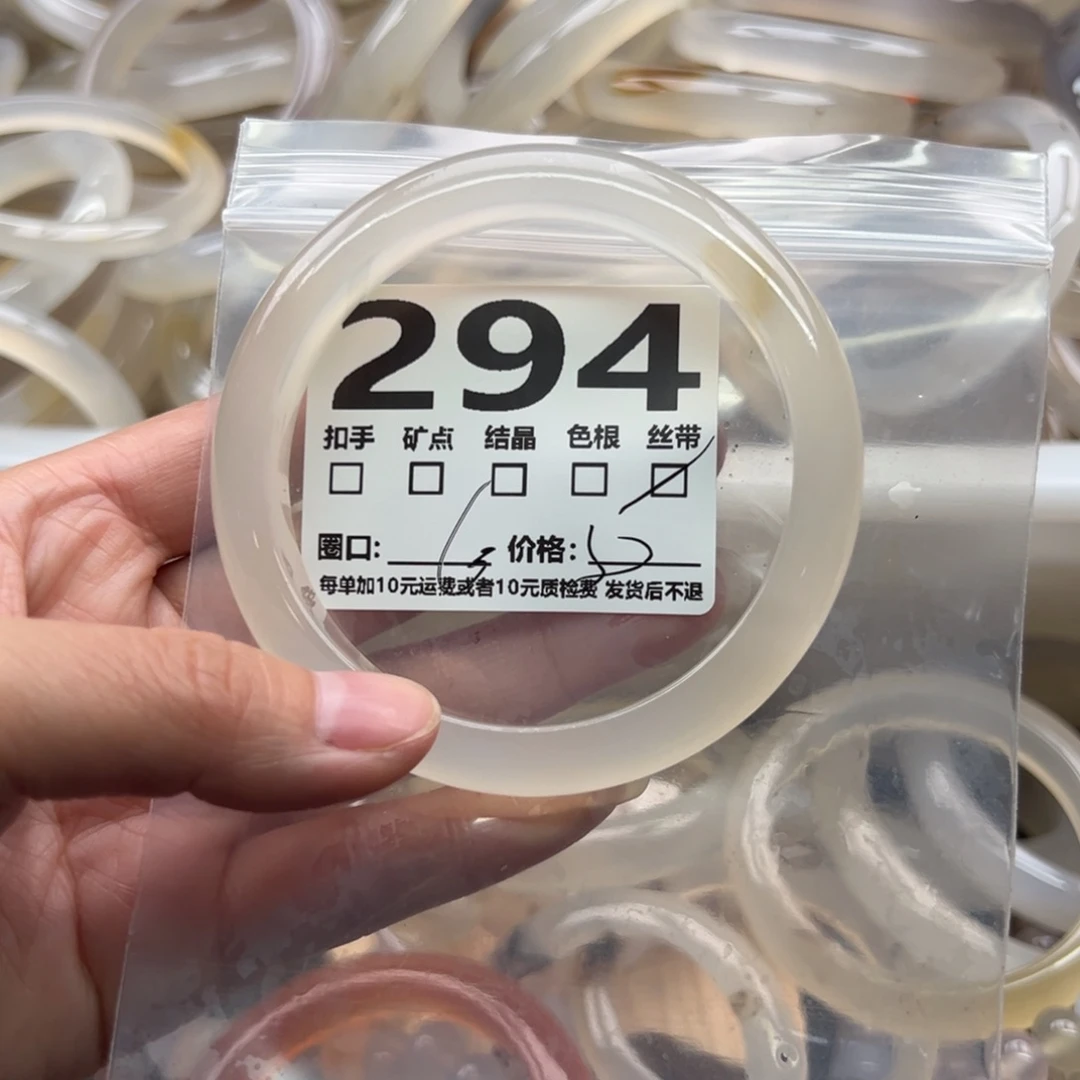 294
扣手 矿点 结晶 色根 丝带
圈口: 价格:
每单加10元运费或者10元质检费 发货后不退